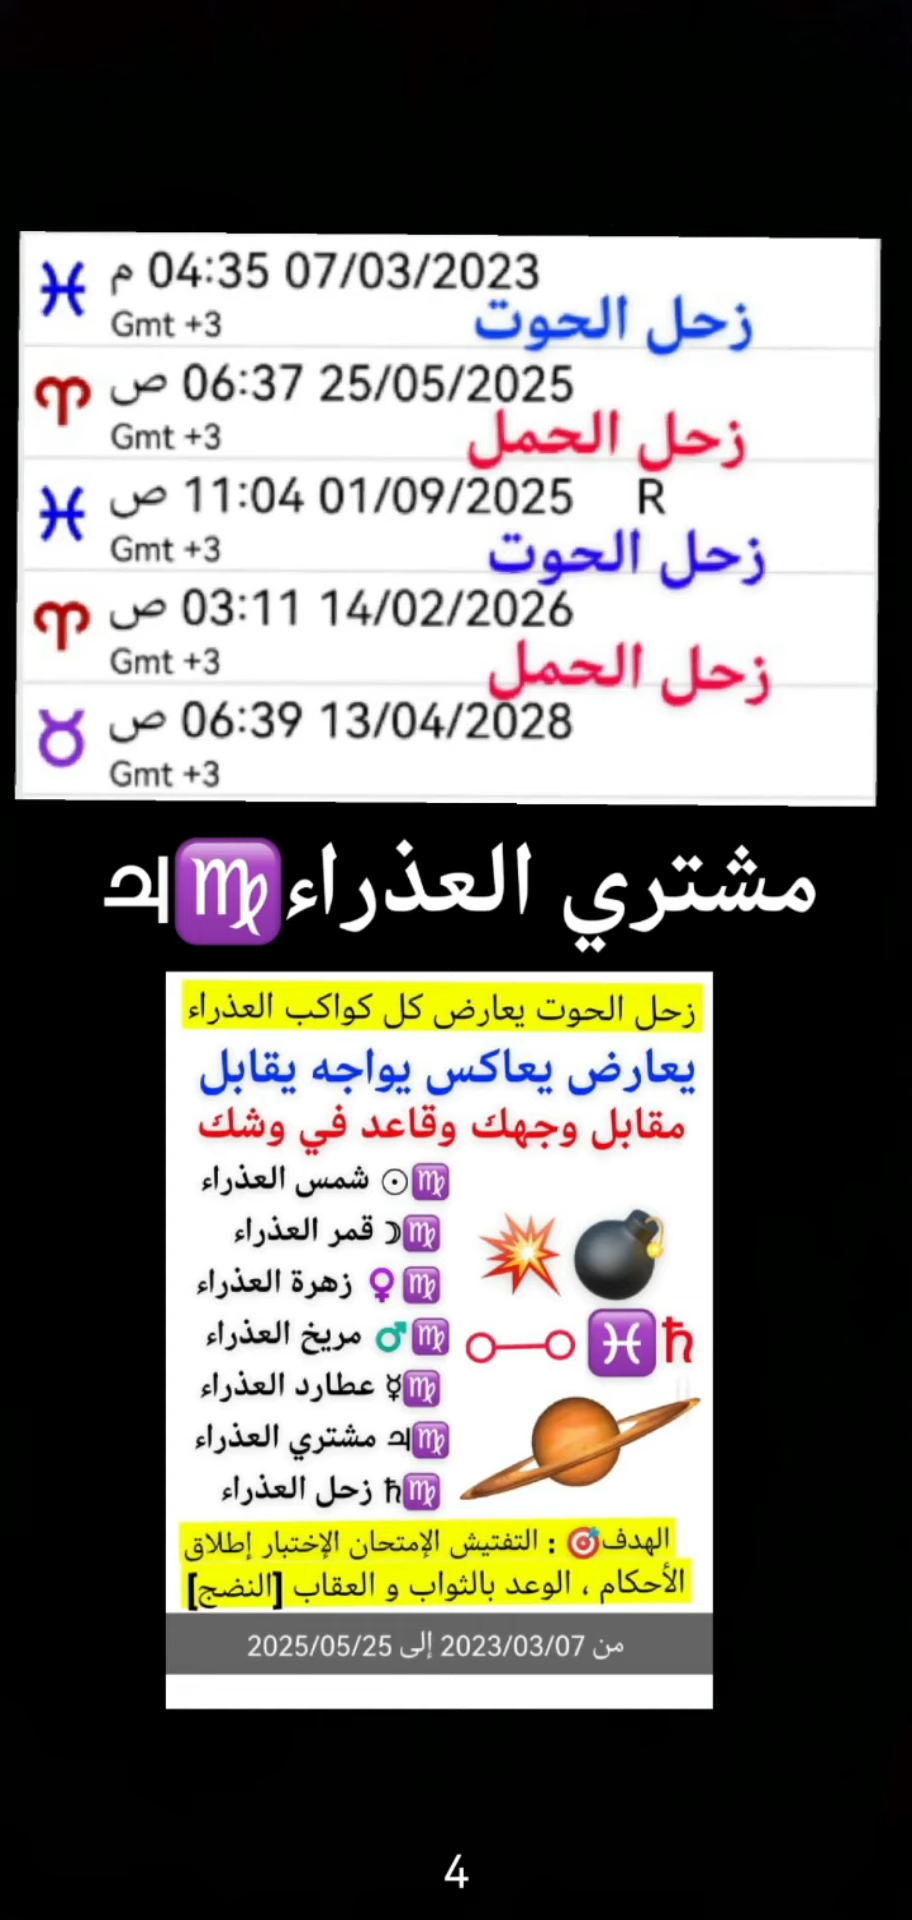 ♓ 07/03/2023 04:35 م
Gmt +3
زحل الحوت
♈ 25/05/2025 06:37 ص
Gmt +3
زحل الحمل
♓ 01/09/2025 11:04 ص R
Gmt +3
زحل الحوت
♈ 14/02/2026 03:11 ص
Gmt +3
زحل الحمل
♉ 13/04/2028 06:39 ص
Gmt +3
مشتري العذراء♍♃
زحل الحوت يعارض كل كواكب العذراء
يعارض يعاكس يواجه يقابل
مقابل وجهك وقاعد في وشك
♍☉ شمس العذراء
♍☽ قمر العذراء
♍♀ زهرة العذراء
♍♂ مريخ العذراء
♍☿ عطارد العذراء
♍♃ مشتري العذراء
♍♄ زحل العذراء
♄♓☍
الهدف🎯 : التفتيش الإمتحان الإختبار إطلاق
الأحكام ، الوعد بالثواب و العقاب [النضج]
من 2023/03/07 إلى 2025/05/25
4